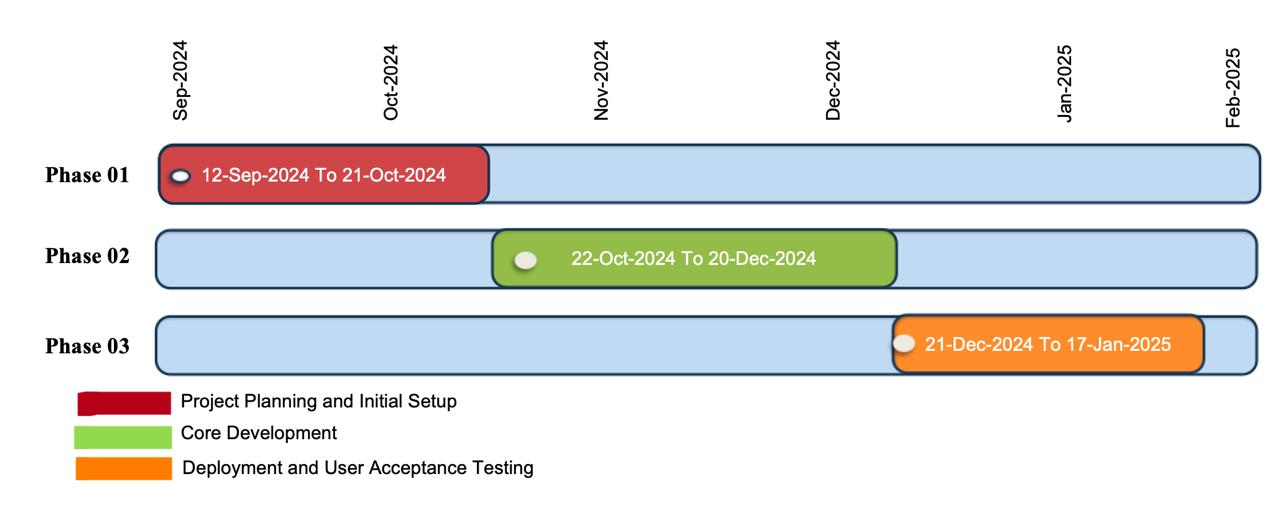 Sep-2024
Oct-2024
Nov-2024
Dec-2024
Jan-2025
Feb-2025
Phase 01
12-Sep-2024 To 21-Oct-2024
Phase 02
22-Oct-2024 To 20-Dec-2024
Phase 03
21-Dec-2024 To 17-Jan-2025
Project Planning and Initial Setup
Core Development
Deployment and User Acceptance Testing